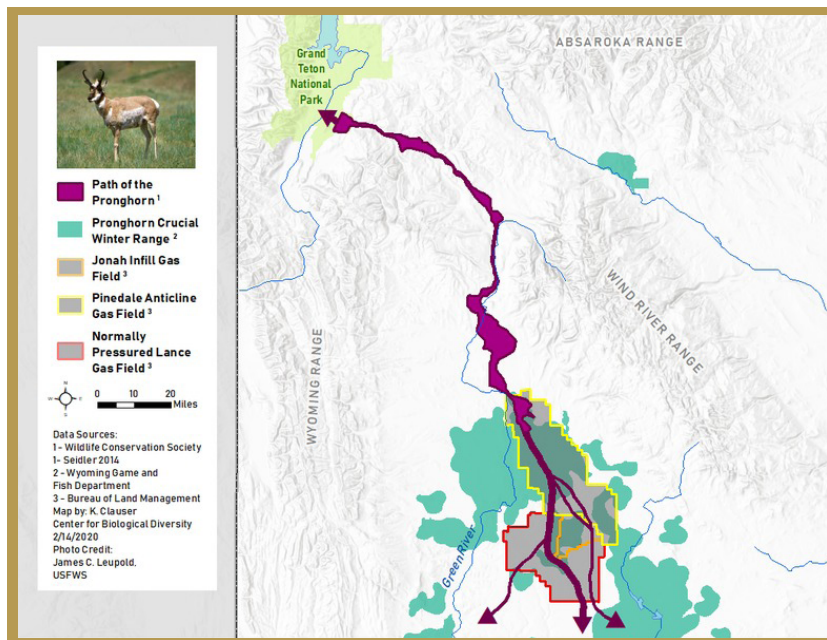 Path of the
Pronghorn 1
Pronghorn Crucial
Winter Range 2
Jonah Infill Gas
Field 3
Pinedale Anticline
Gas Field 3
Normally
Pressured Lance
Gas Field 3
N
W
E
S
0
10
20
Miles
Data Sources:
1 - Wildlife Conservation Society
1- Seidler 2014
2 - Wyoming Game and
Fish Department
3 - Bureau of Land Management
Map by: K. Clauser
Center for Biological Diversity
2/14/2020
Photo Credit:
James C. Leupold,
USFWS
Grand
Teton
National
Park
ABSAROKA RANGE
WIND RIVER RANGE
WYOMING RANGE
Green River